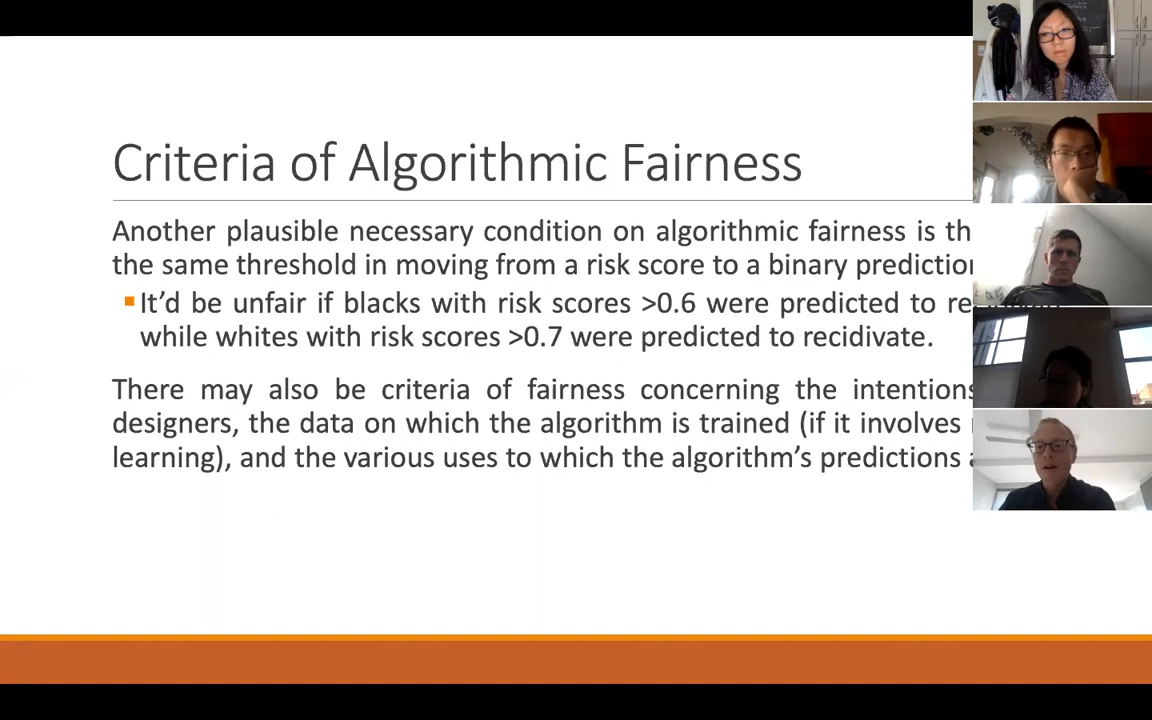 Criteria of Algorithmic Fairness
Another plausible necessary condition on algorithmic fairness is
the same threshold in moving from a risk score to a binary
It’d be unfair if blacks with risk scores >0.6 were predicted to
while whites with risk scores >0.7 were predicted to recidivate.
There may also be criteria of fairness concerning the intentions
designers, the data on which the algorithm is trained (if it involves
learning), and the various uses to which the algorithm’s predictions